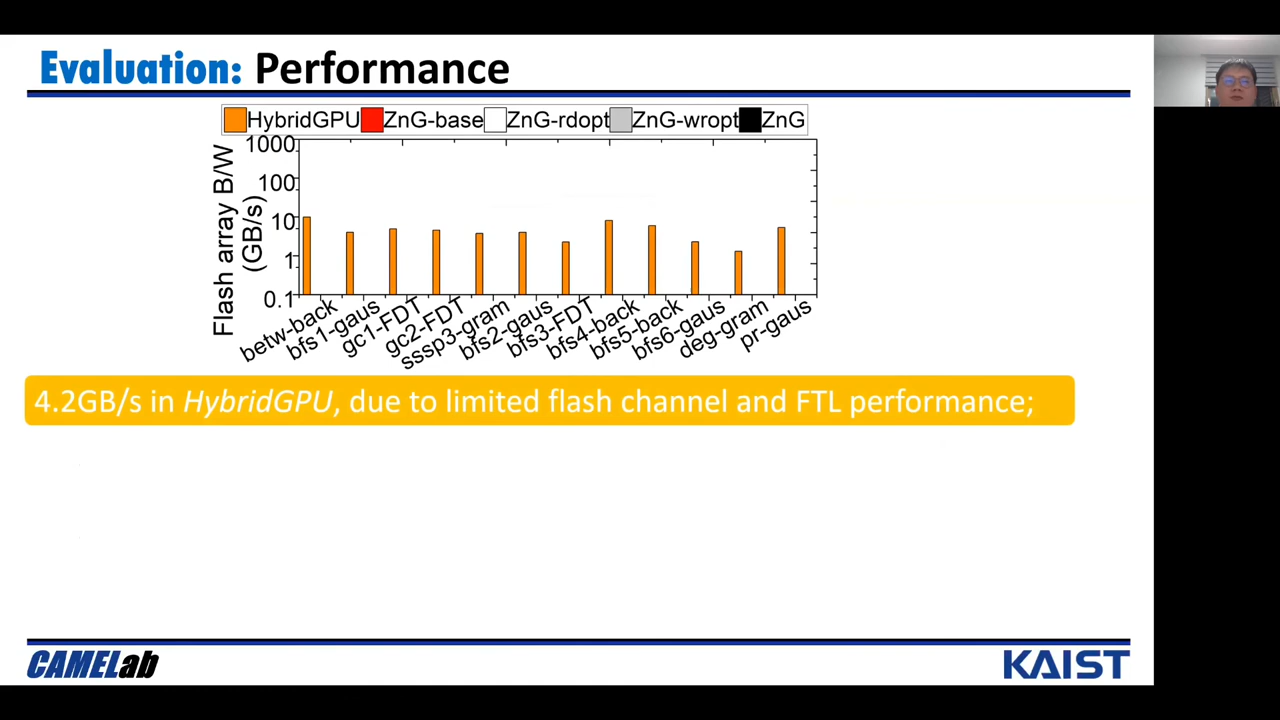 Evaluation: Performance
HybridGPU ZnG-base ZnG-rdopt ZnG-wropt ZnG
Flash array B/W
(GB/s)
1000
100
10
1
0.1
betw-back
bfs1-gaus
gc1-FDT
gc2-FDT
sssp3-gram
bfs2-gaus
bfs3-FDT
bfs4-back
bfs5-back
bfs6-gaus
deg-gram
pr-gaus
4.2GB/s in HybridGPU, due to limited flash channel and FTL performance;
CAMELab
KAIST